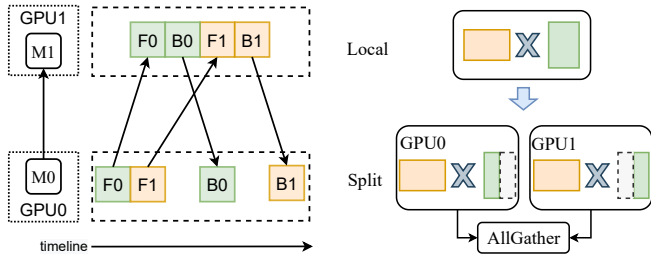 GPU1
M1
F0 B0 F1 B1
M0
GPU0
F0 F1 B0 B1
timeline
Local
Split
GPU0 GPU1
X
X X
AllGather